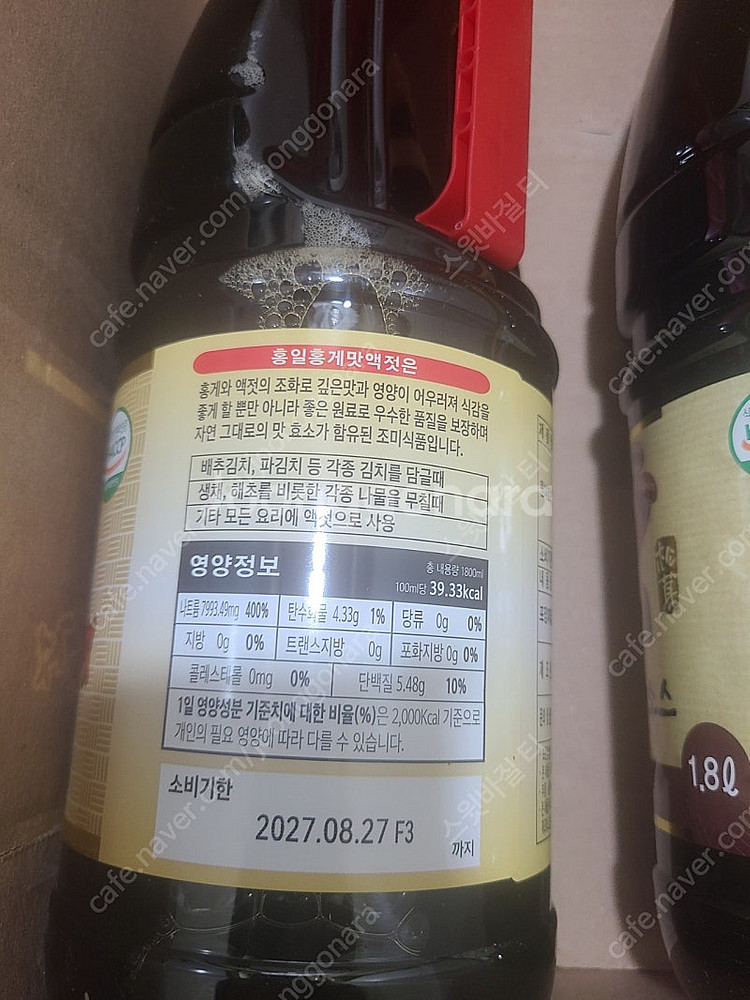 홍일홍게맛액젓은
홍게와 액젓의 조화로 깊은맛과 영양이 어우러져 식감을
좋게 할 뿐만 아니라 좋은 원료로 우수한 품질을 보장하며
자연 그대로의 맛 효소가 함유된 조미식품입니다.
배추김치, 파김치 등 각종 김치를 담글때
생채, 해초를 비롯한 각종 나물을 무칠때
기타 모든 요리에 액젓으로 사용
영양정보
총 내용량 1800ml
100ml당 39.33kcal
나트륨 7993.49mg 400% 탄수화물 4.33g 1% 당류 0g 0%
지방 0g 0% 트랜스지방 0g 포화지방 0g 0%
콜레스테롤 0mg 0% 단백질 5.48g 10%
1일 영양성분 기준치에 대한 비율(%)은 2,000Kcal 기준으로
개인의 필요 영양에 따라 다를 수 있습니다.
소비기한
2027.08.27 F3
까지
1.8ℓ
cafe.naver.com/joonggonara
스윗바질터